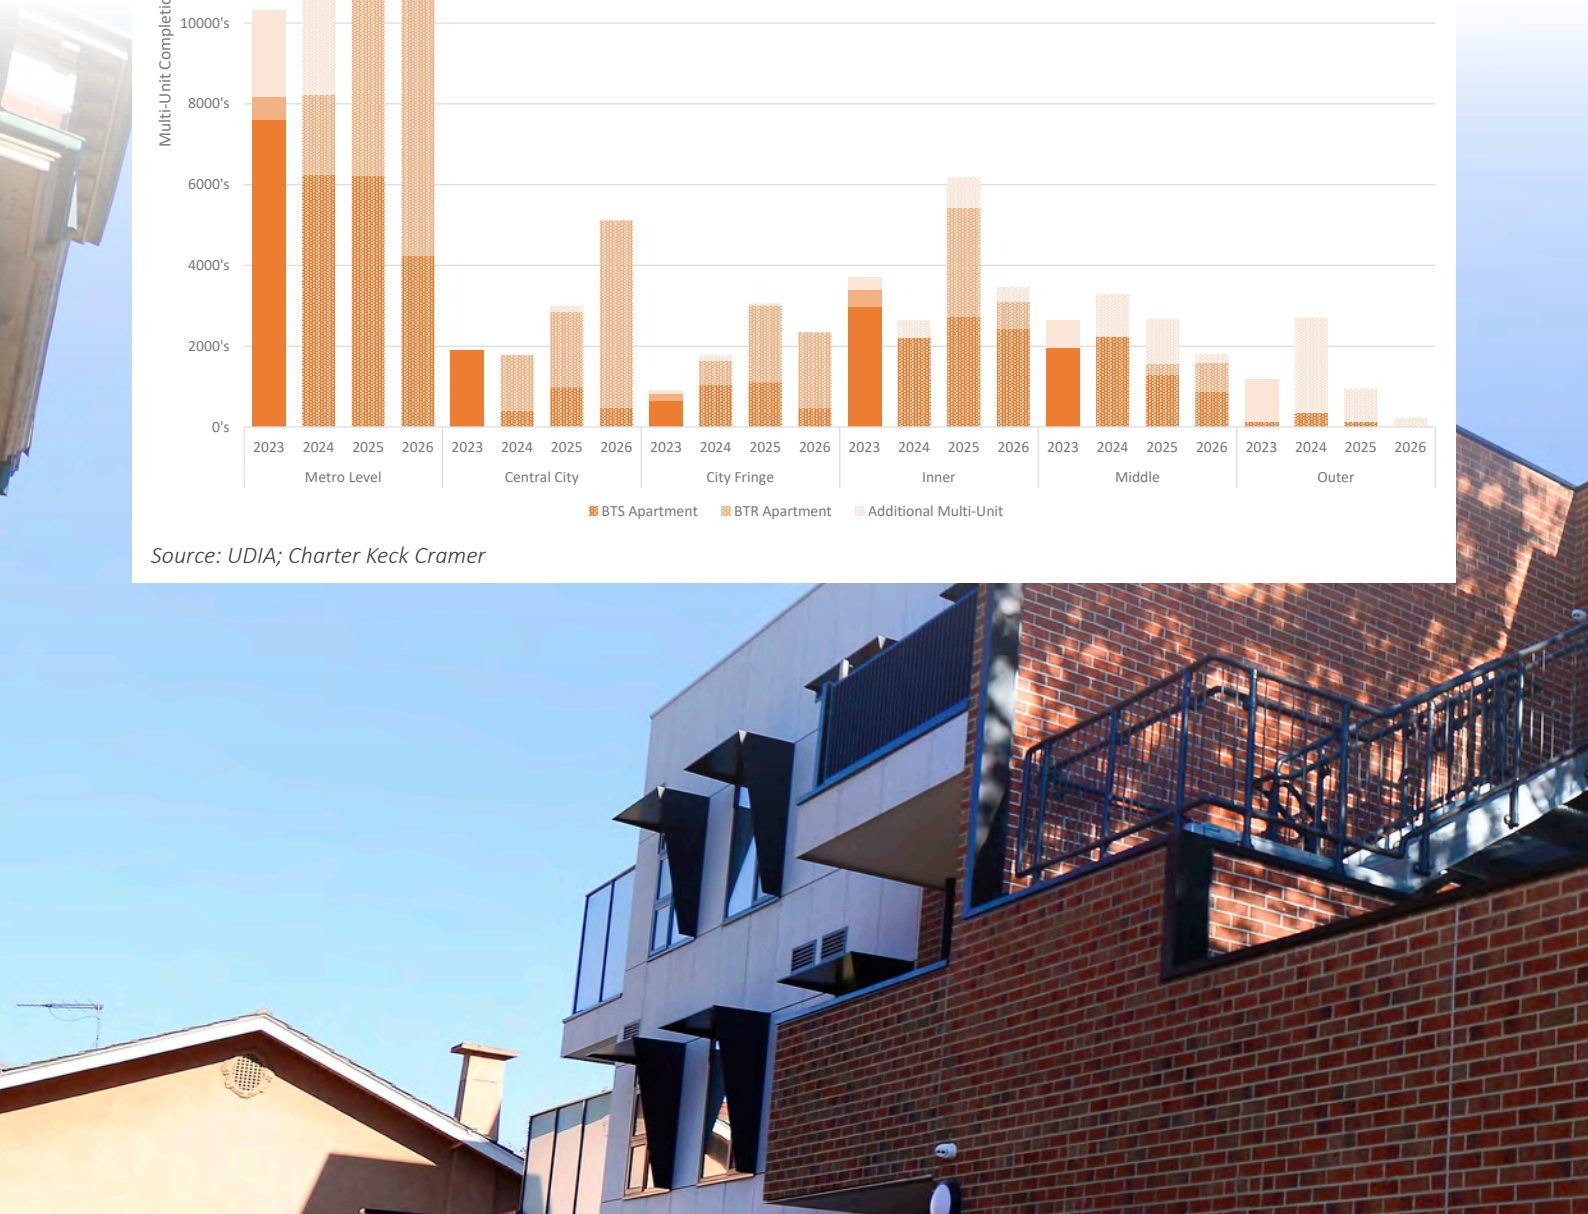 Multi-Unit
10000's
8000's
6000's
4000's
2000's
0's
2023 2024 2025 2026 2023 2024 2025 2026 2023 2024 2025 2026 2023 2024 2025 2026 2023 2024 2025 2026 2023 2024 2025 2026
Metro Level Central City City Fringe Inner Middle Outer
BTS Apartment BTR Apartment Additional Multi-Unit
Source: UDIA; Charter Keck Cramer